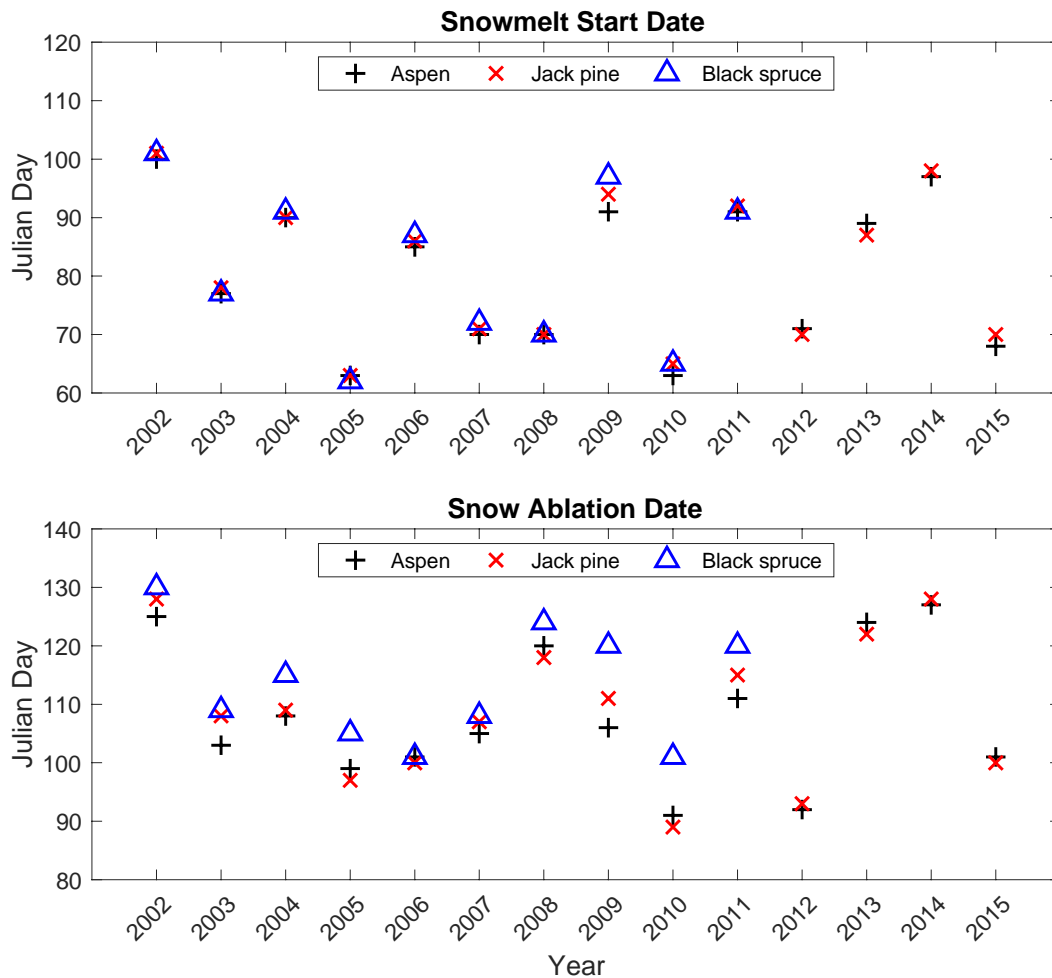 Snowmelt Start Date
120
110
100
90
80
70
60
Julian Day
Aspen Jack pine Black spruce
2002 2003 2004 2005 2006 2007 2008 2009 2010 2011 2012 2013 2014 2015
Snow Ablation Date
140
130
120
110
100
90
80
Julian Day
Aspen Jack pine Black spruce
2002 2003 2004 2005 2006 2007 2008 2009 2010 2011 2012 2013 2014 2015
Year